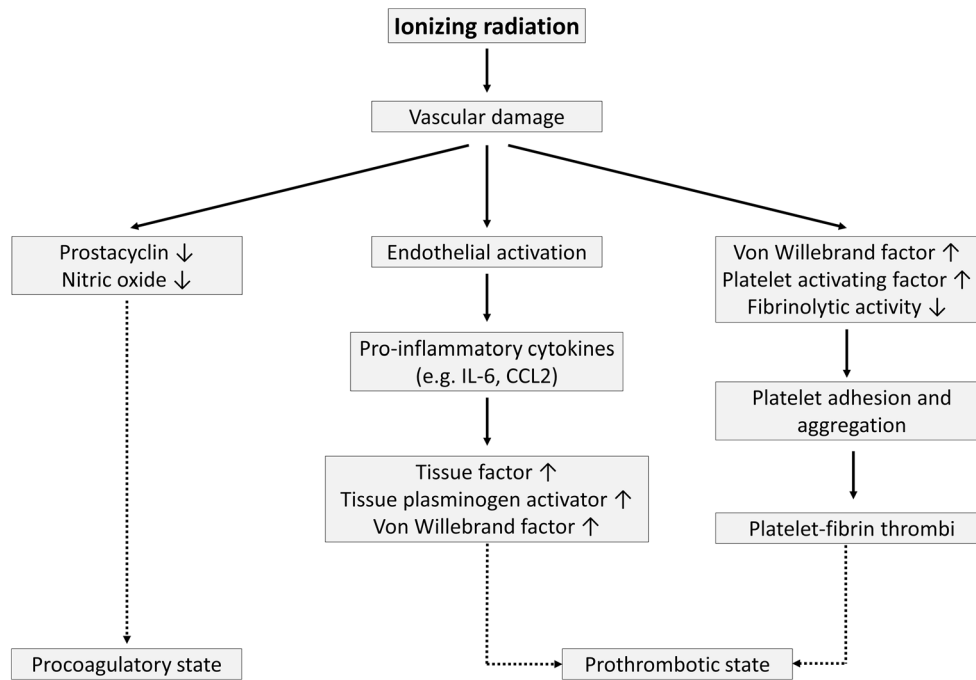 Ionizing radiation
Vascular damage
Prostacyclin ↓
Nitric oxide ↓
Endothelial activation
Von Willebrand factor ↑
Platelet activating factor ↑
Fibrinolytic activity ↓
Pro-inflammatory cytokines
(e.g. IL-6, CCL2)
Platelet adhesion and
aggregation
Tissue factor ↑
Tissue plasminogen activator ↑
Von Willebrand factor ↑
Platelet-fibrin thrombi
Procoagulatory state
Prothrombotic state